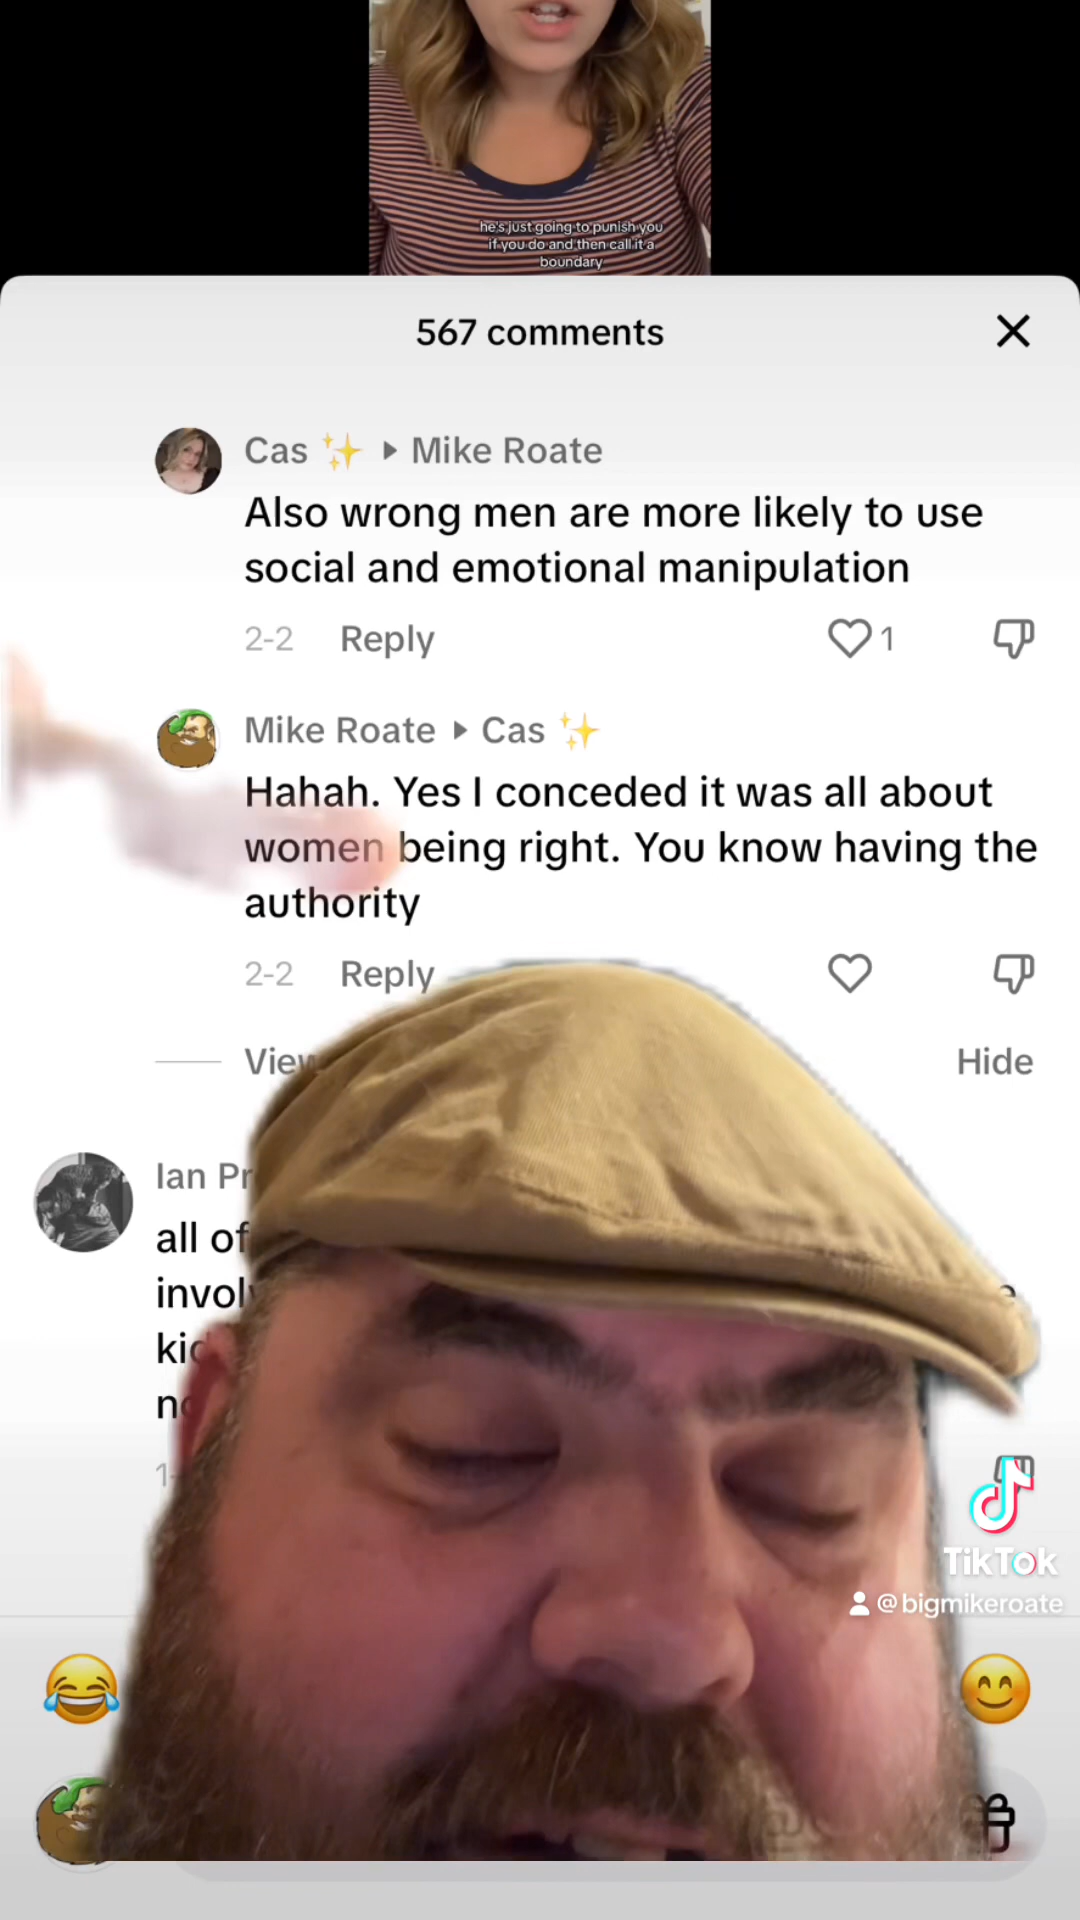 he's just going to punish you
if you do and then call it a
boundary
567 comments
Cas ✨ ▸ Mike Roate
Also wrong men are more likely to use
social and emotional manipulation
2-2 Reply 1
Mike Roate ▸ Cas ✨
Hahah. Yes I conceded it was all about
women being right. You know having the
authority
2-2 Reply
View Hide
Ian
all of
TikTok
@bigmikeroate